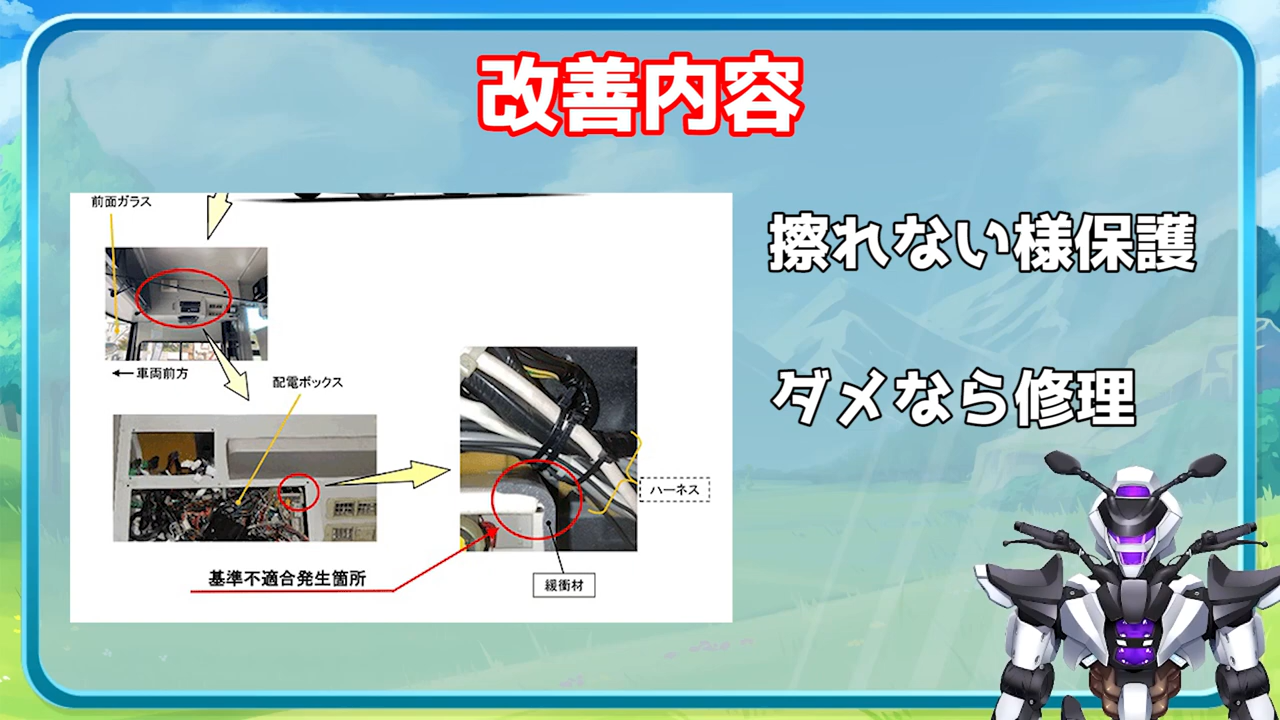 改善内容
前面ガラス
←車両前方
配電ボックス
ハーネス
基準不適合発生箇所
緩衝材
擦れない様保護
ダメなら修理